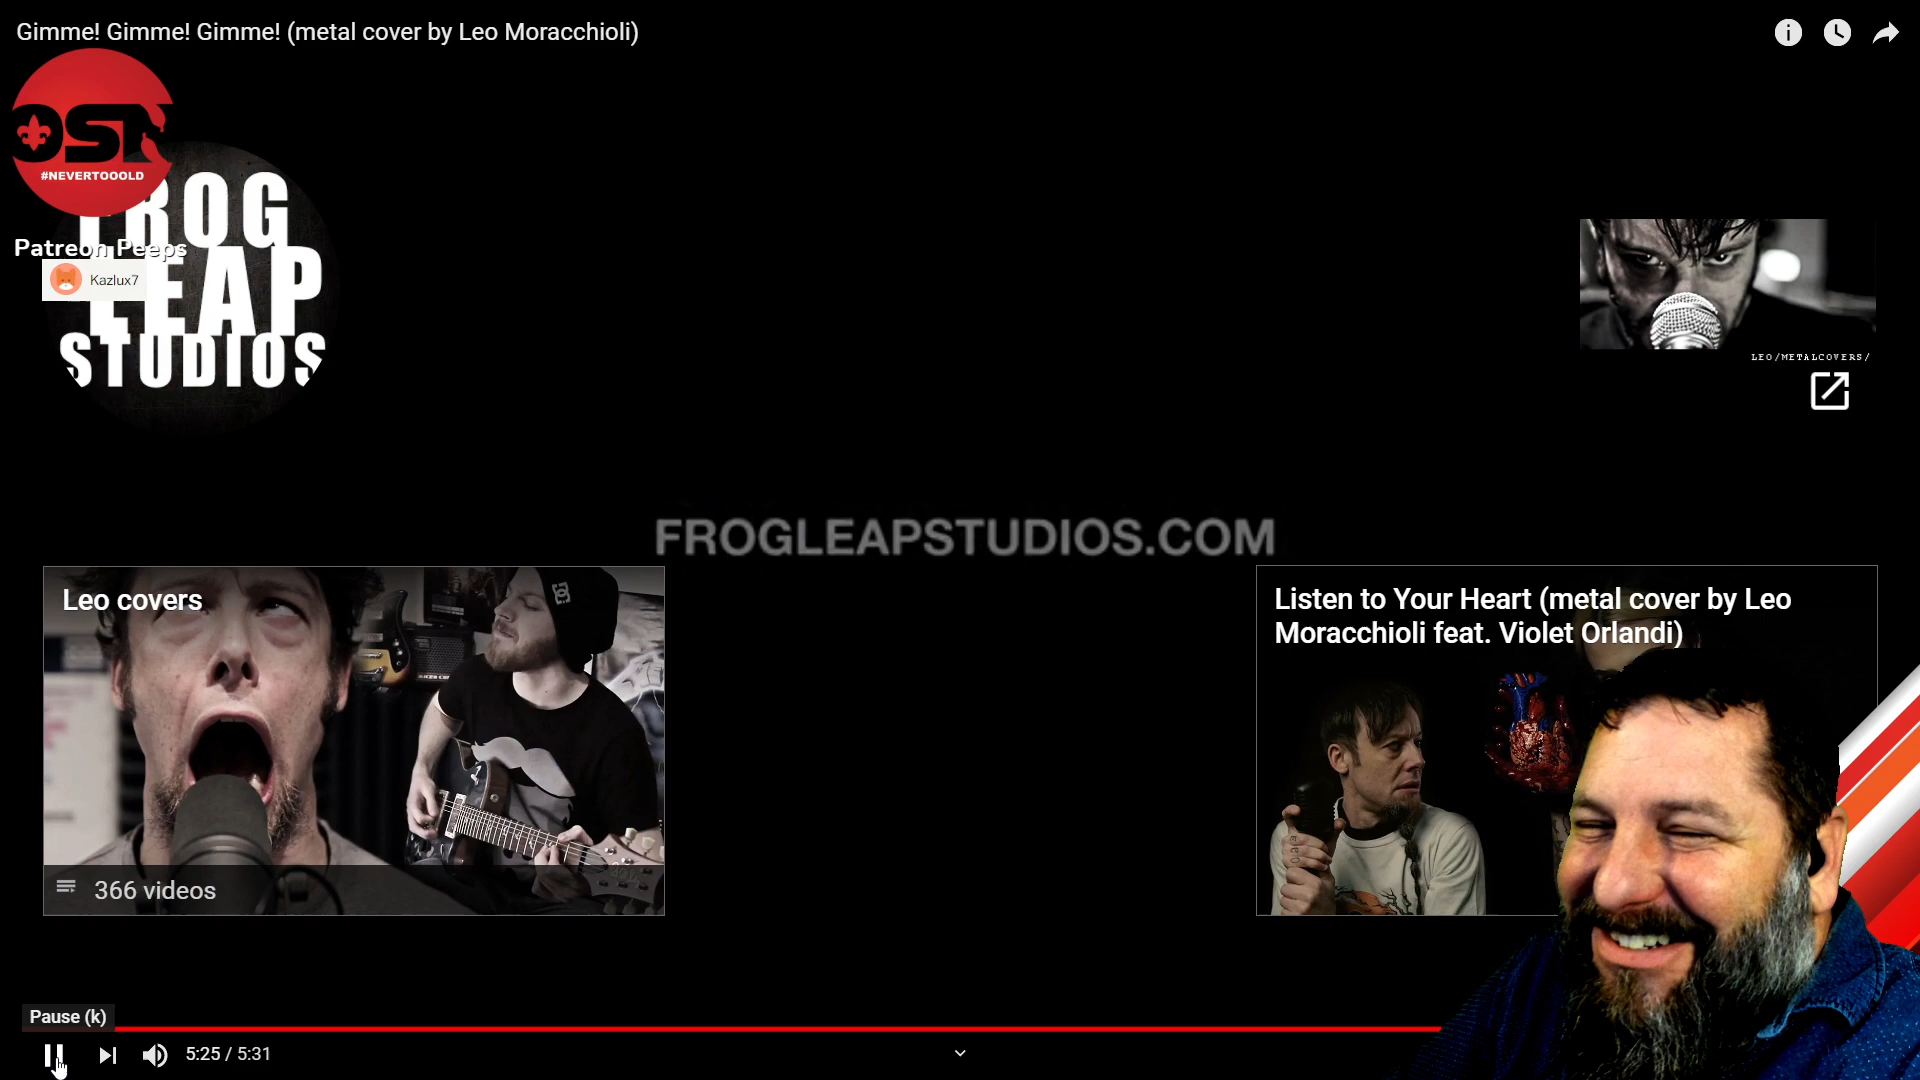 Gimme! Gimme! Gimme! (metal cover by Leo Moracchioli)
#NEVERTOOOLD
FROG
LEAP
STUDIOS
Patreon Peeps
Kazlux7
LEO/METALCOVERS/
FROGLEAPSTUDIOS.COM
Leo covers
366 videos
Listen to Your Heart (metal cover by Leo
Moracchioli feat. Violet Orlandi)
Pause (k)
5:25 / 5:31